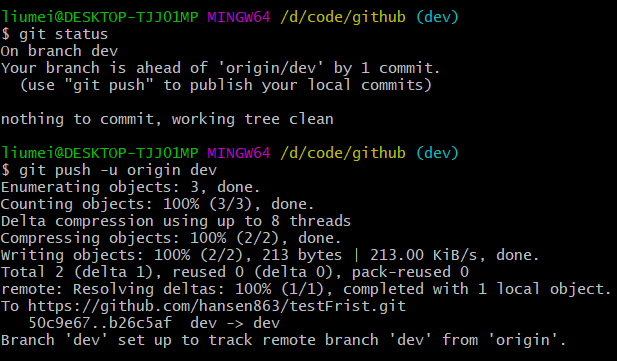 liumei@DESKTOP-TJJO1MP MINGW64 /d/code/github (dev)
$ git status
On branch dev
Your branch is ahead of 'origin/dev' by 1 commit.
  (use "git push" to publish your local commits)

nothing to commit, working tree clean

liumei@DESKTOP-TJJO1MP MINGW64 /d/code/github (dev)
$ git push -u origin dev
Enumerating objects: 3, done.
Counting objects: 100% (3/3), done.
Delta compression using up to 8 threads
Compressing objects: 100% (2/2), done.
Writing objects: 100% (2/2), 213 bytes | 213.00 KiB/s, done.
Total 2 (delta 1), reused 0 (delta 0), pack-reused 0
remote: Resolving deltas: 100% (1/1), completed with 1 local object.
To https://github.com/hansen863/testFrist.git
   50c9e67..b26c5af  dev -> dev
Branch 'dev' set up to track remote branch 'dev' from 'origin'.